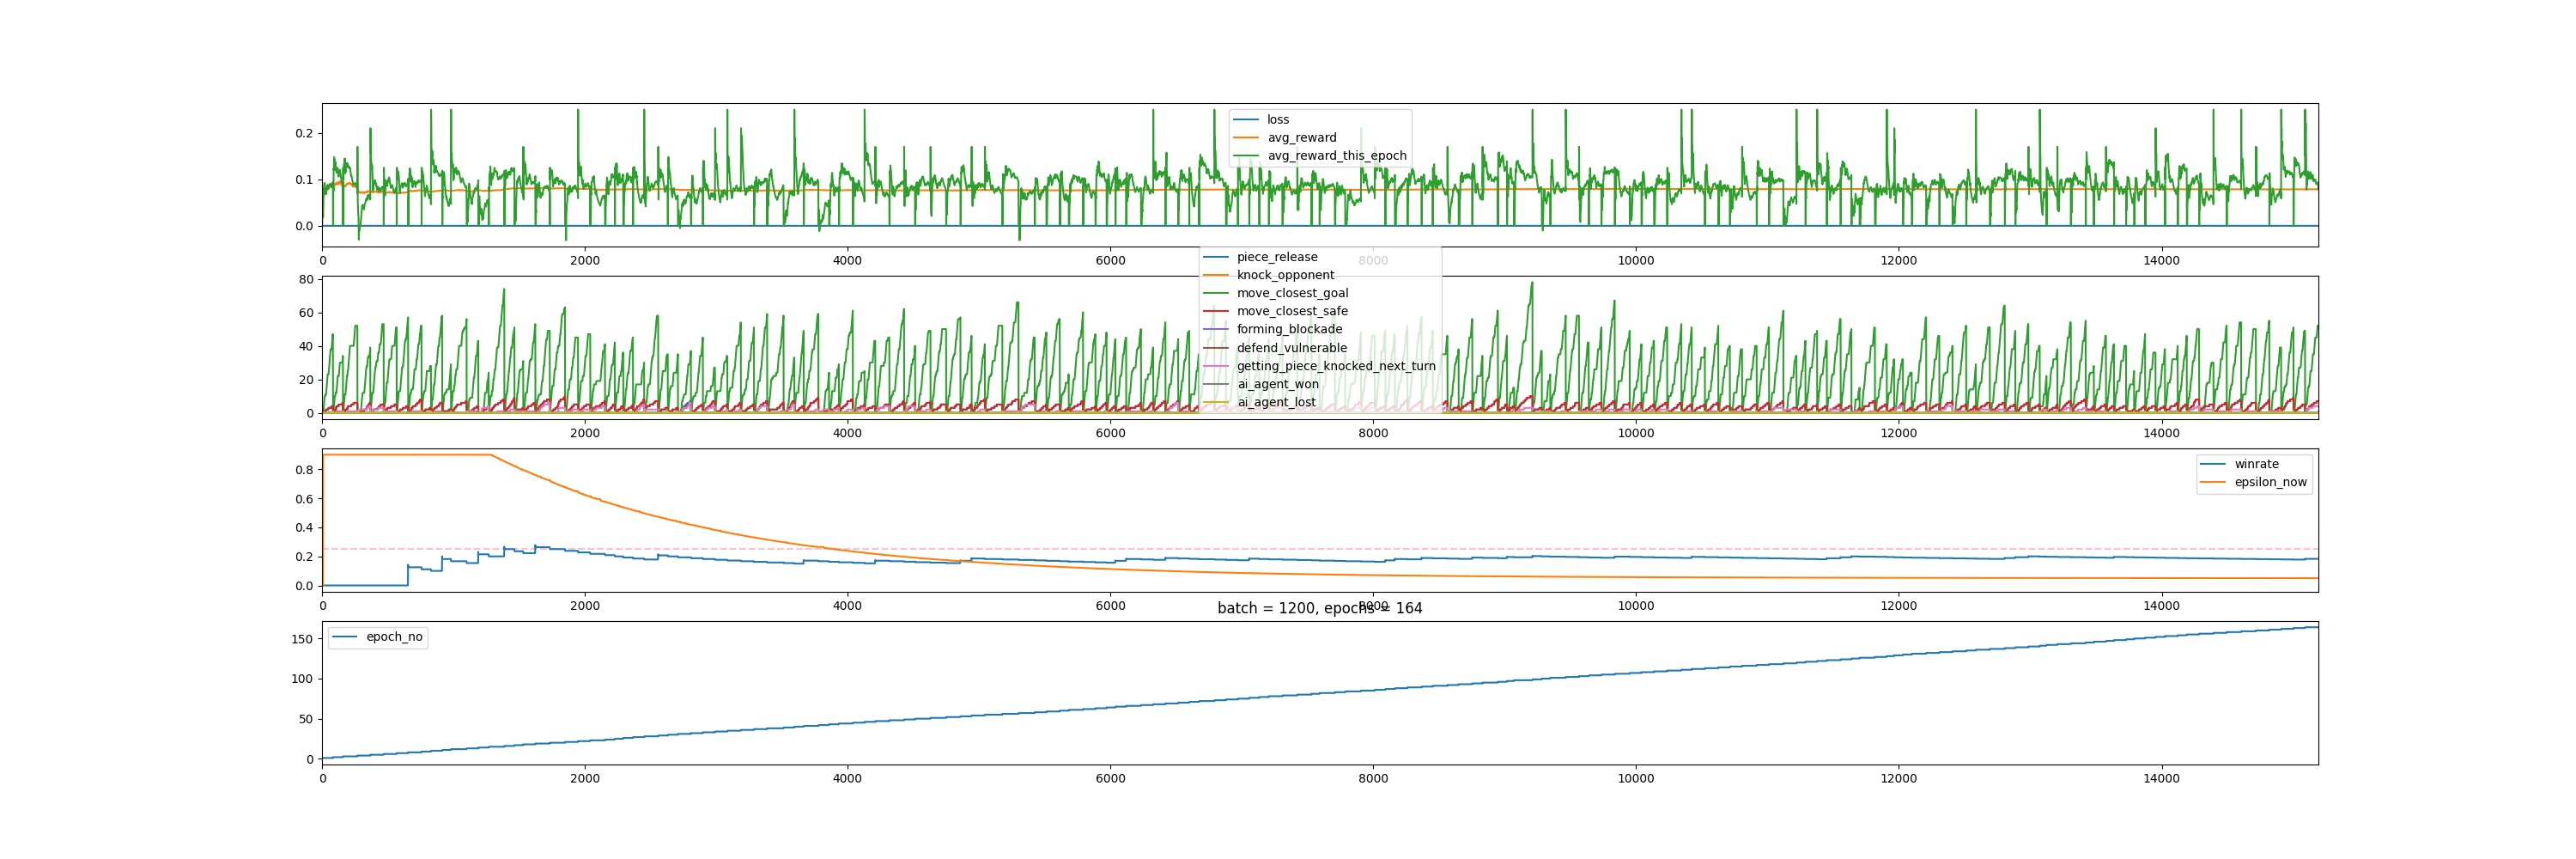 0.2
0.1
0.0
loss
avg_reward
avg_reward_this_epoch
0 2000 4000 6000 8000 10000 12000 14000
80
60
40
20
0
piece_release
knock_opponent
move_closest_goal
move_closest_safe
forming_blockade
defend_vulnerable
getting_piece_knocked_next_turn
ai_agent_won
ai_agent_lost
0 2000 4000 6000 8000 10000 12000 14000
0.8
0.6
0.4
0.2
0.0
winrate
epsilon_now
0 2000 4000 6000 8000 10000 12000 14000
batch = 1200, epochs = 164
150
100
50
0
epoch_no
0 2000 4000 6000 8000 10000 12000 14000